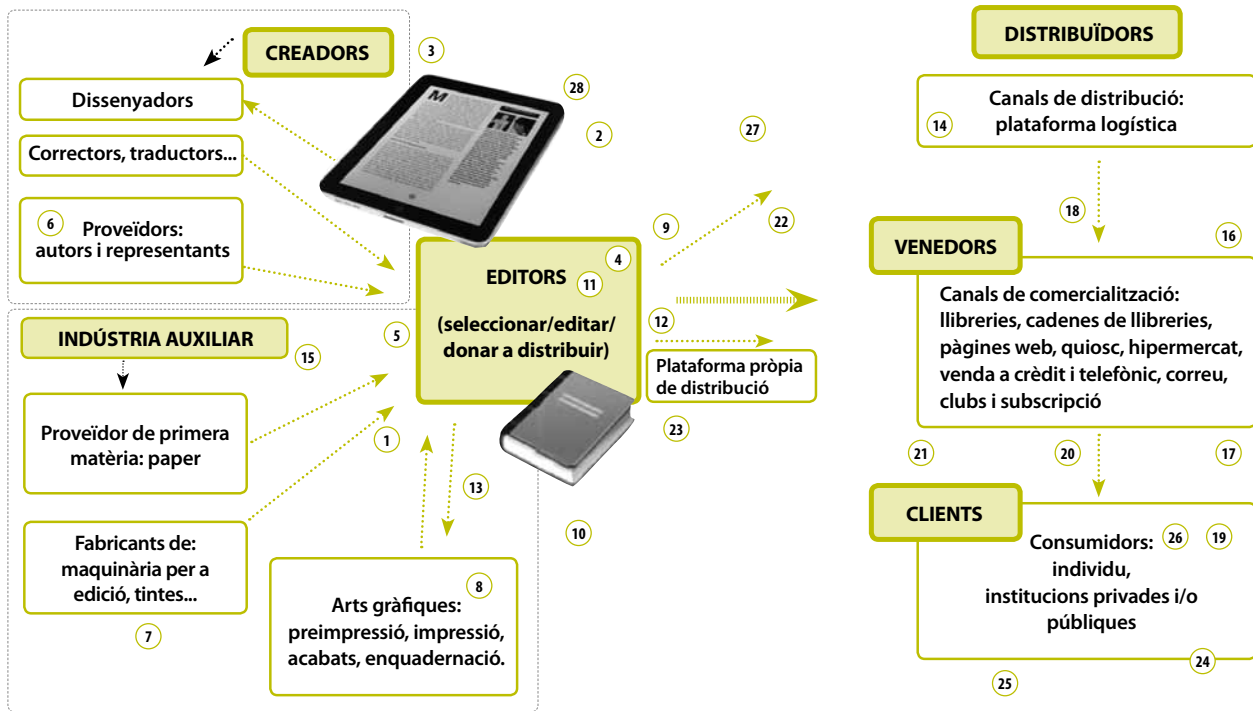 CREADORS
3
Dissenyadors
Correctors, traductors...
6
Proveïdors:
autors i representants
M
28
2
27
9
22
EDITORS
4
11
(seleccionar/editar/
donar a distribuir)
5
12
Plataforma pròpia
de distribució
23
INDÚSTRIA AUXILIAR
15
Proveïdor de primera
matèria: paper
1
13
10
Fabricants de:
maquinària per a
edició, tintes...
7
8
Arts gràfiques:
preimpressió, impressió,
acabats, enquadernació.
DISTRIBUÏDORS
14
Canals de distribució:
plataforma logística
18
16
VENEDORS
Canals de comercialització:
llibreries, cadenes de llibreries,
pàgines web, quiosc, hipermercat,
venda a crèdit i telefònic, correu,
clubs i subscripció
21
20
17
CLIENTS
Consumidors:
26
19
individu,
institucions privades i/o
públiques
24
25